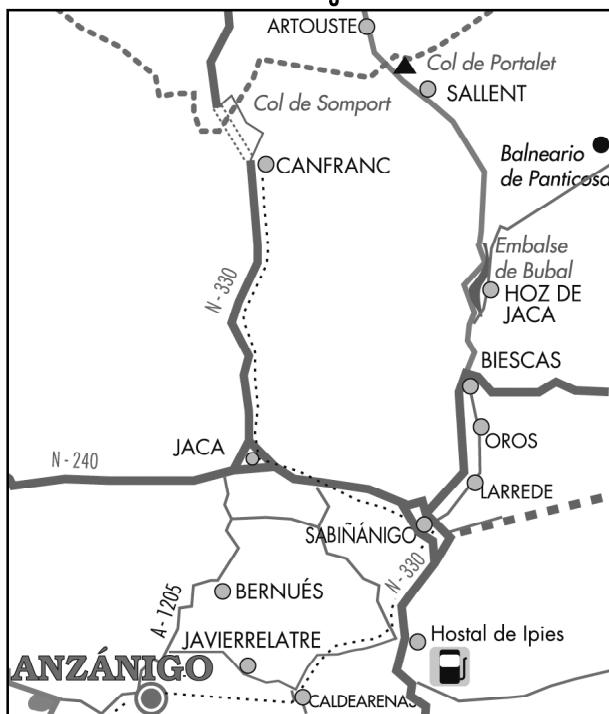 ARTOUSTE
Col de Portalet
SALLENT
Col de Somport
CANFRANC
Balneario
de Panticosa
Embalse
de Bubal
N-330
HOZ DE
JACA
BIESCAS
JACA
OROS
N - 240
LARREDE
SABIÑÁNIGO
N - 330
BERNUÉS
A - 1205
JAVIERRELATRE
Hostal de Ipies
ANZÁNIGO
CALDEARENAS